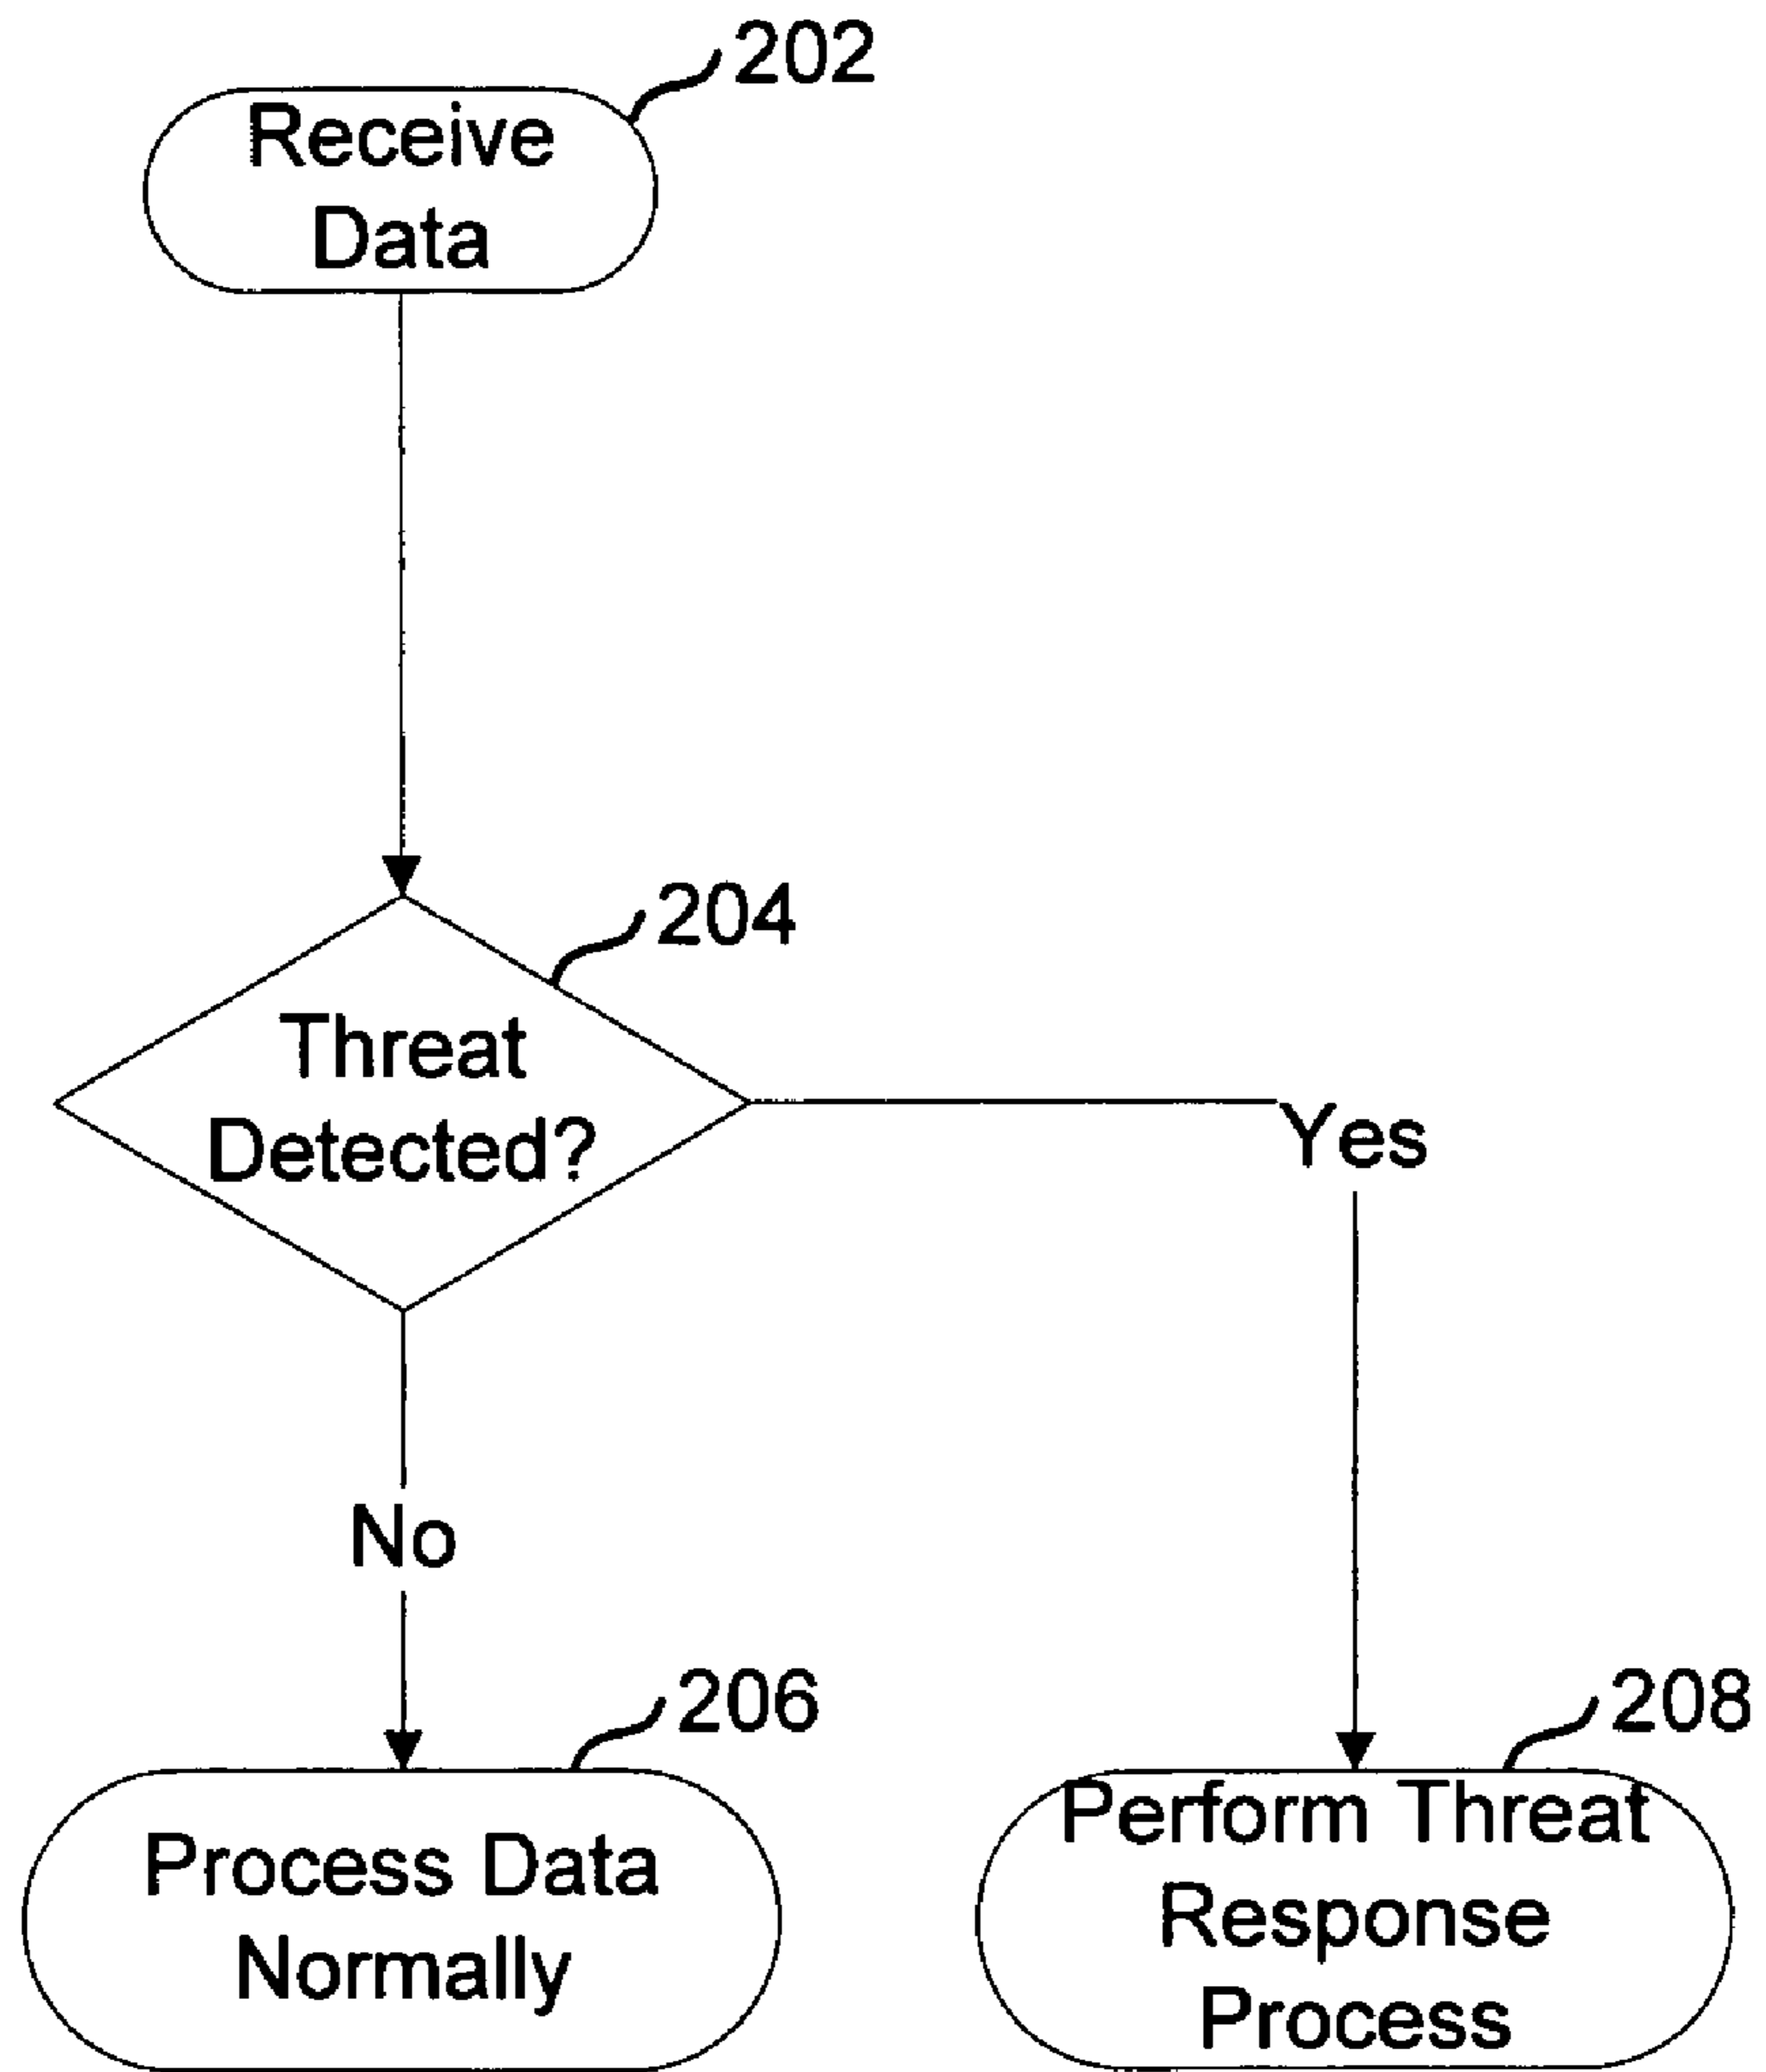 202
Receive
Data
204
Threat
Detected?
Yes
No
206
Process Data
Normally
208
Perform Threat
Response
Process